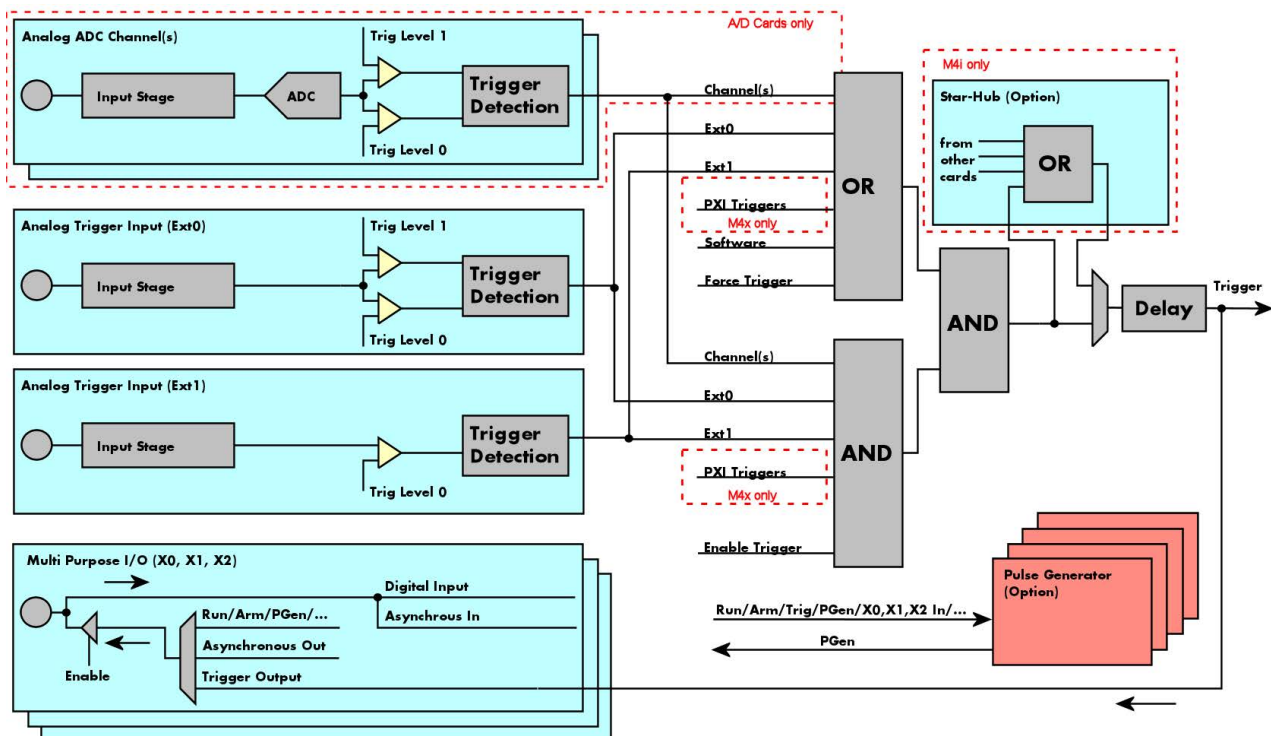 A/D Cards only
Analog ADC Channel(s)
Trig Level 1
Input Stage
ADC
Trigger
Detection
Trig Level 0
Channel(s)
Ext0
Ext1
PXI Triggers
M4x only
Software
Force Trigger
OR
M4i only
Star-Hub (Option)
from
other
cards
OR
Analog Trigger Input (Ext0)
Trig Level 1
Input Stage
Trigger
Detection
Trig Level 0
AND
Delay
Trigger
Analog Trigger Input (Ext1)
Input Stage
Trigger
Detection
Trig Level 0
Channel(s)
Ext0
Ext1
PXI Triggers
M4x only
Enable Trigger
AND
Multi Purpose I/O (X0, X1, X2)
Digital Input
Asynchrous In
Run/Arm/PGen/...
Asynchronous Out
Trigger Output
Enable
Run/Arm/Trig/PGen/X0,X1,X2 In/...
PGen
Pulse Generator
(Option)